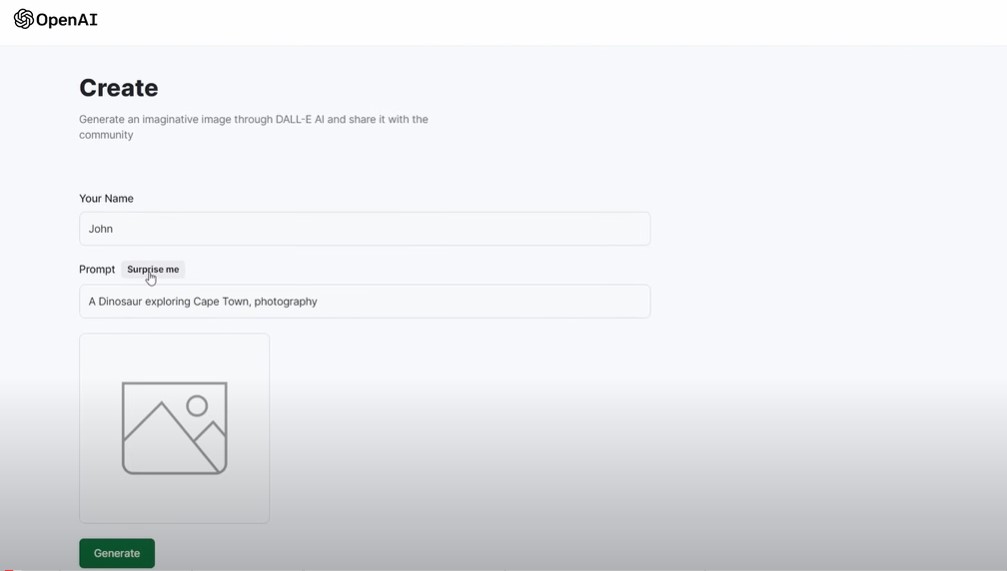 OpenAI
Create
Generate an imaginative image through DALL-E AI and share it with the
community
Your Name
John
Prompt Surprise me
A Dinosaur exploring Cape Town, photography
Generate